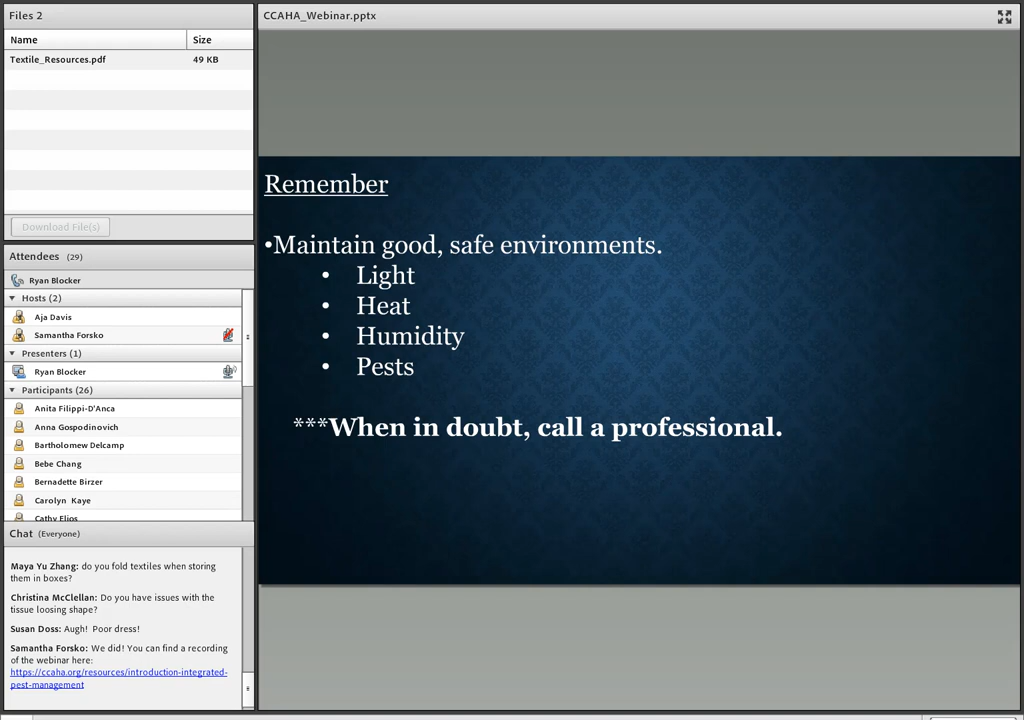 Files 2
Name Size
Textile_Resources.pdf 49 KB
Download File(s)
Attendees (29)
Ryan Blocker
Hosts (2)
Aja Davis
Samantha Forsko
Presenters (1)
Ryan Blocker
Participants (26)
Anita Filippi-D'Anca
Anna Gospodinovich
Bartholomew Delcamp
Bebe Chang
Bernadette Birzer
Carolyn Kaye
Cathy Elios
Chat (Everyone)
Maya Yu Zhang: do you fold textiles when storing
them in boxes?
Christina McClellan: Do you have issues with the
tissue loosing shape?
Susan Doss: Augh! Poor dress!
Samantha Forsko: We did! You can find a recording
of the webinar here:
https://ccaha.org/resources/introduction-integrated-
pest-management
CCAHA_Webinar.pptx
Remember
•Maintain good, safe environments.
• Light
• Heat
• Humidity
• Pests
***When in doubt, call a professional.